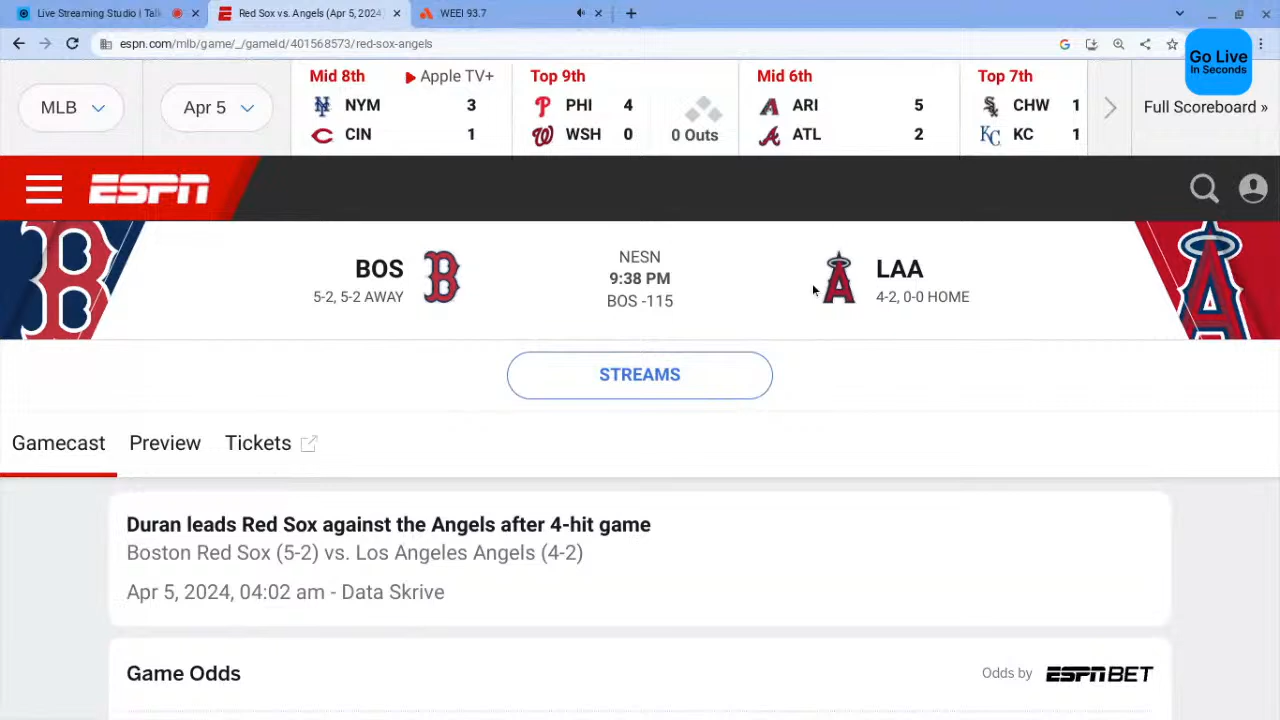 Live Streaming Studio | Talk
Red Sox vs. Angels (Apr 5, 2024)
WEEI 93.7
espn.com/mlb/game/_/gameId/401568573/red-sox-angels
Go Live
In Seconds
MLB
Apr 5
Mid 8th
Apple TV+
NYM 3
CIN 1
Top 9th
PHI 4
WSH 0
0 Outs
Mid 6th
ARI 5
ATL 2
Top 7th
CHW 1
KC 1
Full Scoreboard »
ESPN
BOS
5-2, 5-2 AWAY
NESN
9:38 PM
BOS -115
LAA
4-2, 0-0 HOME
STREAMS
Gamecast Preview Tickets
Duran leads Red Sox against the Angels after 4-hit game
Boston Red Sox (5-2) vs. Los Angeles Angels (4-2)
Apr 5, 2024, 04:02 am - Data Skrive
Game Odds
Odds by ESPN BET